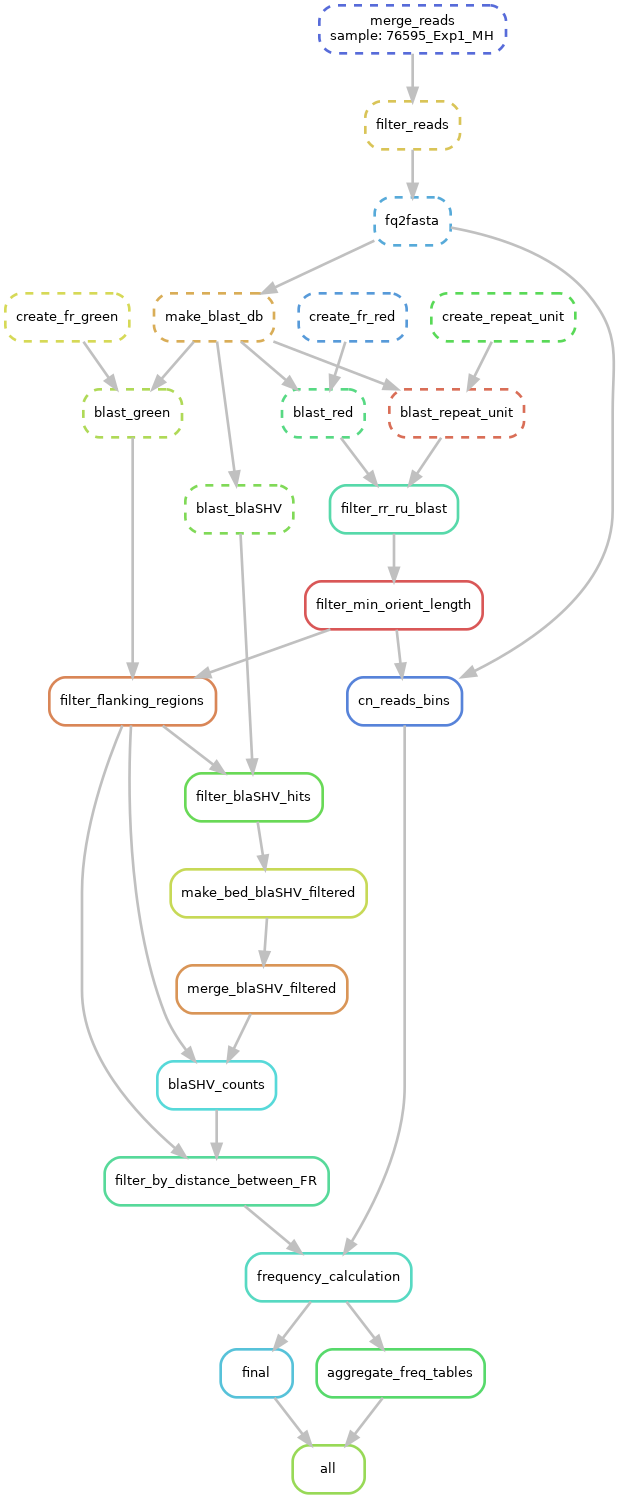 merge_reads
sample: 76595_Exp1_MH
filter_reads
fq2fasta
create_fr_green
make_blast_db
create_fr_red
create_repeat_unit
blast_green
blast_red
blast_repeat_unit
blast_blaSHV
filter_rr_ru_blast
filter_min_orient_length
filter_flanking_regions
cn_reads_bins
filter_blaSHV_hits
make_bed_blaSHV_filtered
merge_blaSHV_filtered
blaSHV_counts
filter_by_distance_between_FR
frequency_calculation
final
aggregate_freq_tables
all